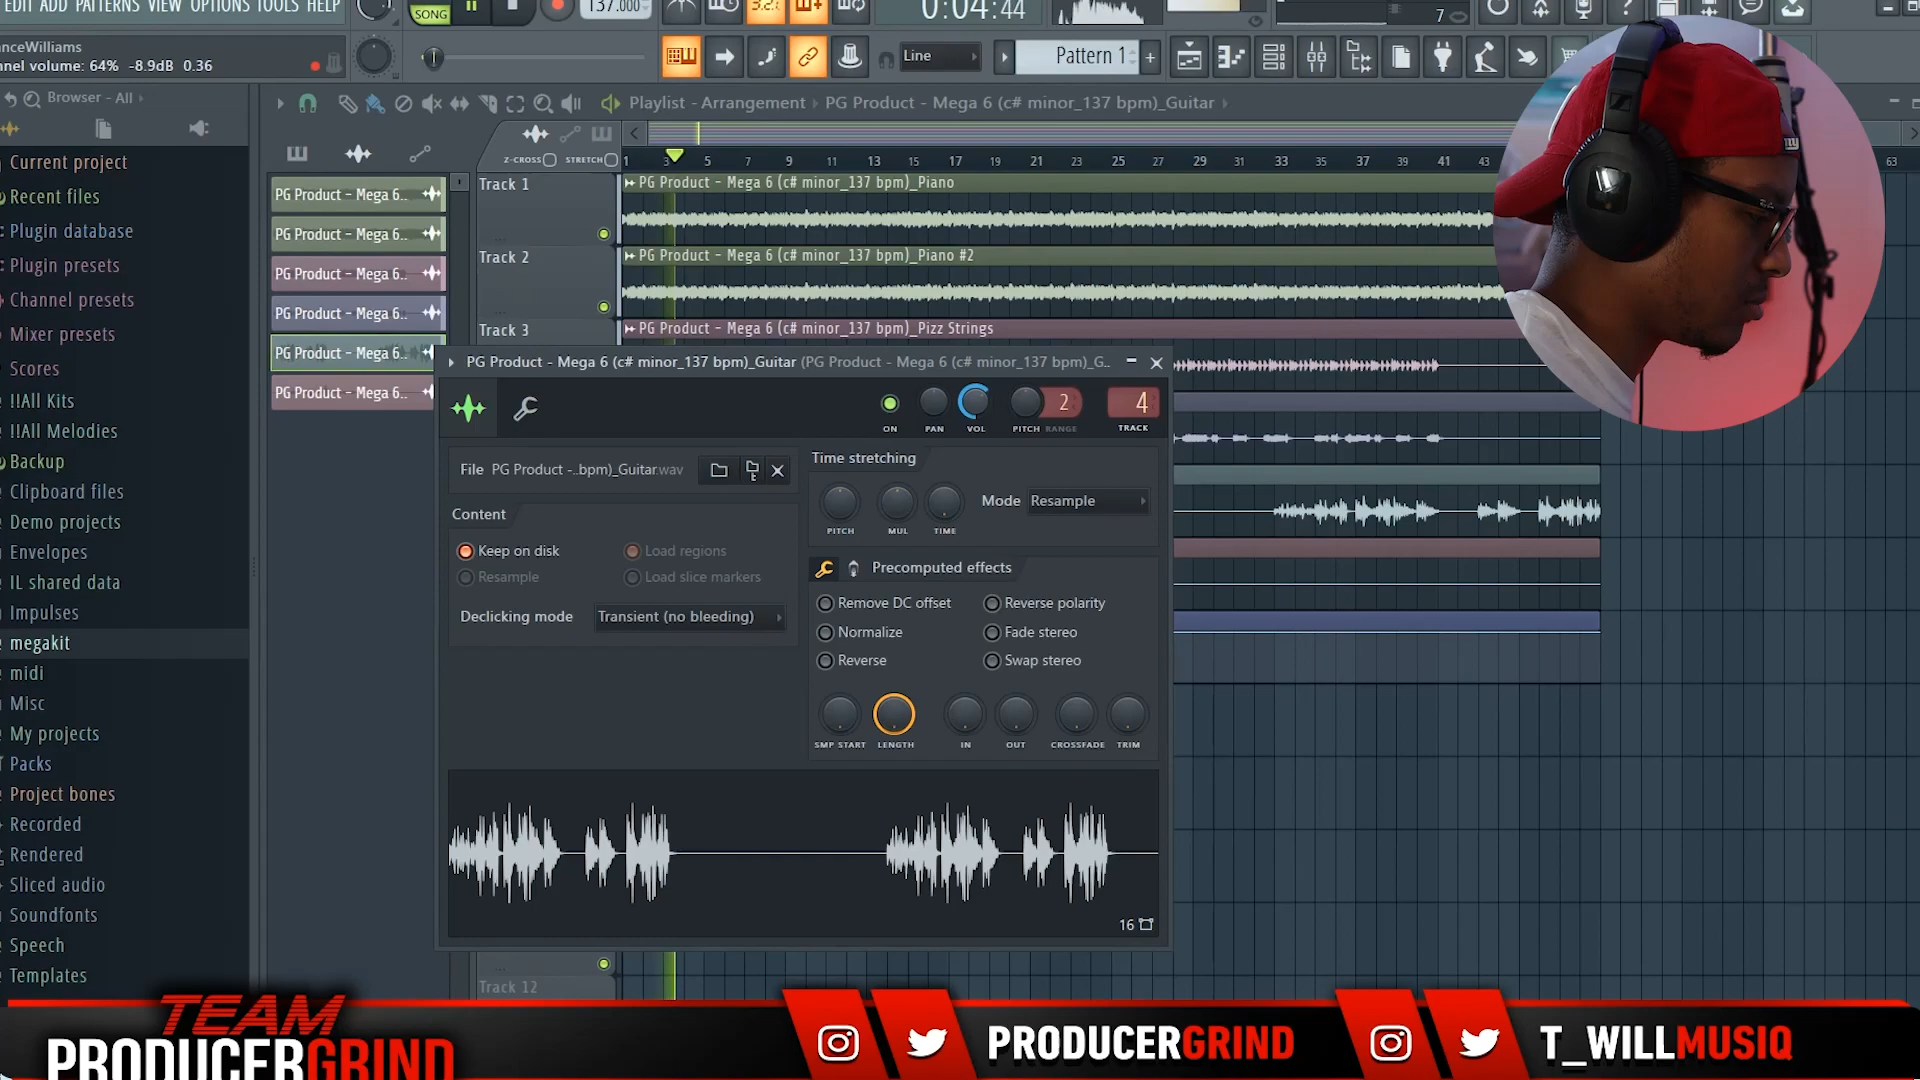 EDIT ADD PATTERNS VIEW OPTIONS TOOLS HELP
SONG
137.000
0:04:44
7
anceWilliams
nnel volume: 64% -8.9dB 0.36
Line
Pattern 1
+
Browser - All
Playlist - Arrangement
PG Product - Mega 6 (c# minor_137 bpm)_Guitar
Z-CROSS
STRETCH
1 3 5 7 9 11 13 15 17 19 21 23 25 27 29 31 33 35 37 39 41 43 63
Current project
Recent files
Plugin database
Plugin presets
Channel presets
Mixer presets
Scores
!!All Kits
!!All Melodies
Backup
Clipboard files
Demo projects
Envelopes
IL shared data
Impulses
megakit
midi
Misc
My projects
Packs
Project bones
Recorded
Rendered
Sliced audio
Soundfonts
Speech
Templates
PG Product - Mega 6..
PG Product - Mega 6..
PG Product - Mega 6..
PG Product - Mega 6..
PG Product - Mega 6..
PG Product - Mega 6..
Track 1
PG Product - Mega 6 (c# minor_137 bpm)_Piano
Track 2
PG Product - Mega 6 (c# minor_137 bpm)_Piano #2
Track 3
PG Product - Mega 6 (c# minor_137 bpm)_Pizz Strings
PG Product - Mega 6 (c# minor_137 bpm)_Guitar (PG Product - Mega 6 (c# minor_137 bpm)_G..
ON
PAN
VOL
PITCH
RANGE
2
4
TRACK
File PG Product -..bpm)_Guitar.wav
Content
Keep on disk
Load regions
Resample
Load slice markers
Declicking mode
Transient (no bleeding)
Time stretching
PITCH
MUL
TIME
Mode
Resample
Precomputed effects
Remove DC offset
Reverse polarity
Normalize
Fade stereo
Reverse
Swap stereo
SMP START
LENGTH
IN
OUT
CROSSFADE
TRIM
16
Track 12
TEAM
PRODUCERGRIND
PRODUCERGRIND
T_WILLMUSIQ